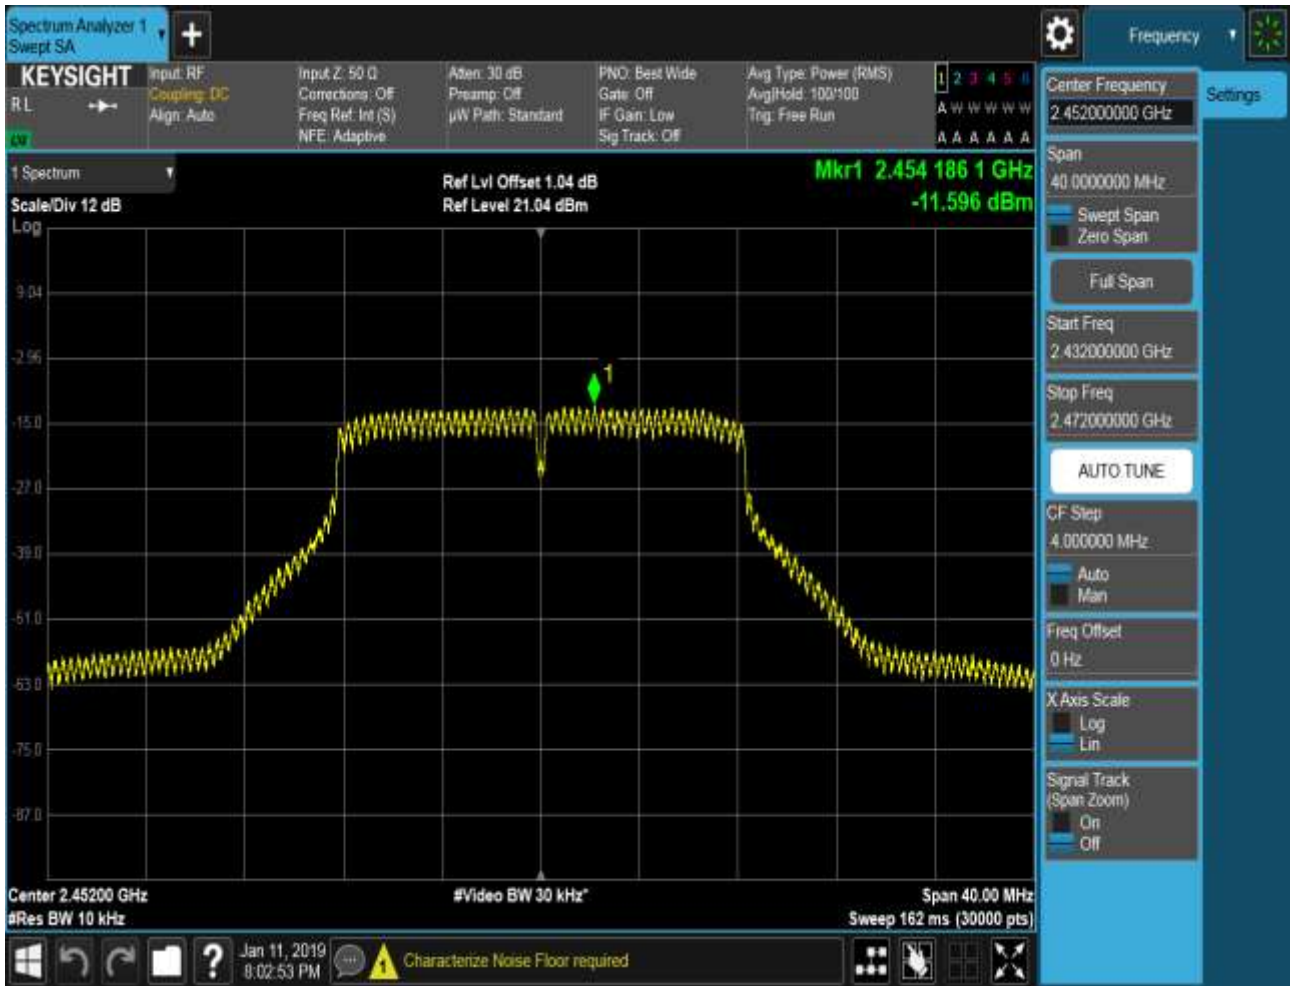 Spectrum Analyzer 1
Swept SA
+
Frequency
KEYSIGHT
R L
Input: RF
Coupling: DC
Align: Auto
Input Z: 50 Ω
Corrections: Off
Freq Ref: Int (S)
NFE: Adaptive
Atten: 30 dB
Preamp: Off
µW Path: Standard
PNO: Best Wide
Gate: Off
IF Gain: Low
Sig Track: Off
Avg Type: Power (RMS)
Avg|Hold: 100/100
Trig: Free Run
1 2 3 4 5 6
A W W W W W
A A A A A A
1 Spectrum
Scale/Div 12 dB
Ref Lvl Offset 1.04 dB
Ref Level 21.04 dBm
Mkr1 2.454 186 1 GHz
-11.596 dBm
Log
9.04
-2.96
-15.0
-27.0
-39.0
-51.0
-63.0
-75.0
-87.0
1
Center 2.45200 GHz
#Res BW 10 kHz
#Video BW 30 kHz*
Span 40.00 MHz
Sweep 162 ms (30000 pts)
Center Frequency
2.452000000 GHz
Settings
Span
40.0000000 MHz
Swept Span
Zero Span
Full Span
Start Freq
2.432000000 GHz
Stop Freq
2.472000000 GHz
AUTO TUNE
CF Step
4.000000 MHz
Auto
Man
Freq Offset
0 Hz
X Axis Scale
Log
Lin
Signal Track
(Span Zoom)
On
Off
?
Jan 11, 2019
8:02:53 PM
1
Characterize Noise Floor required